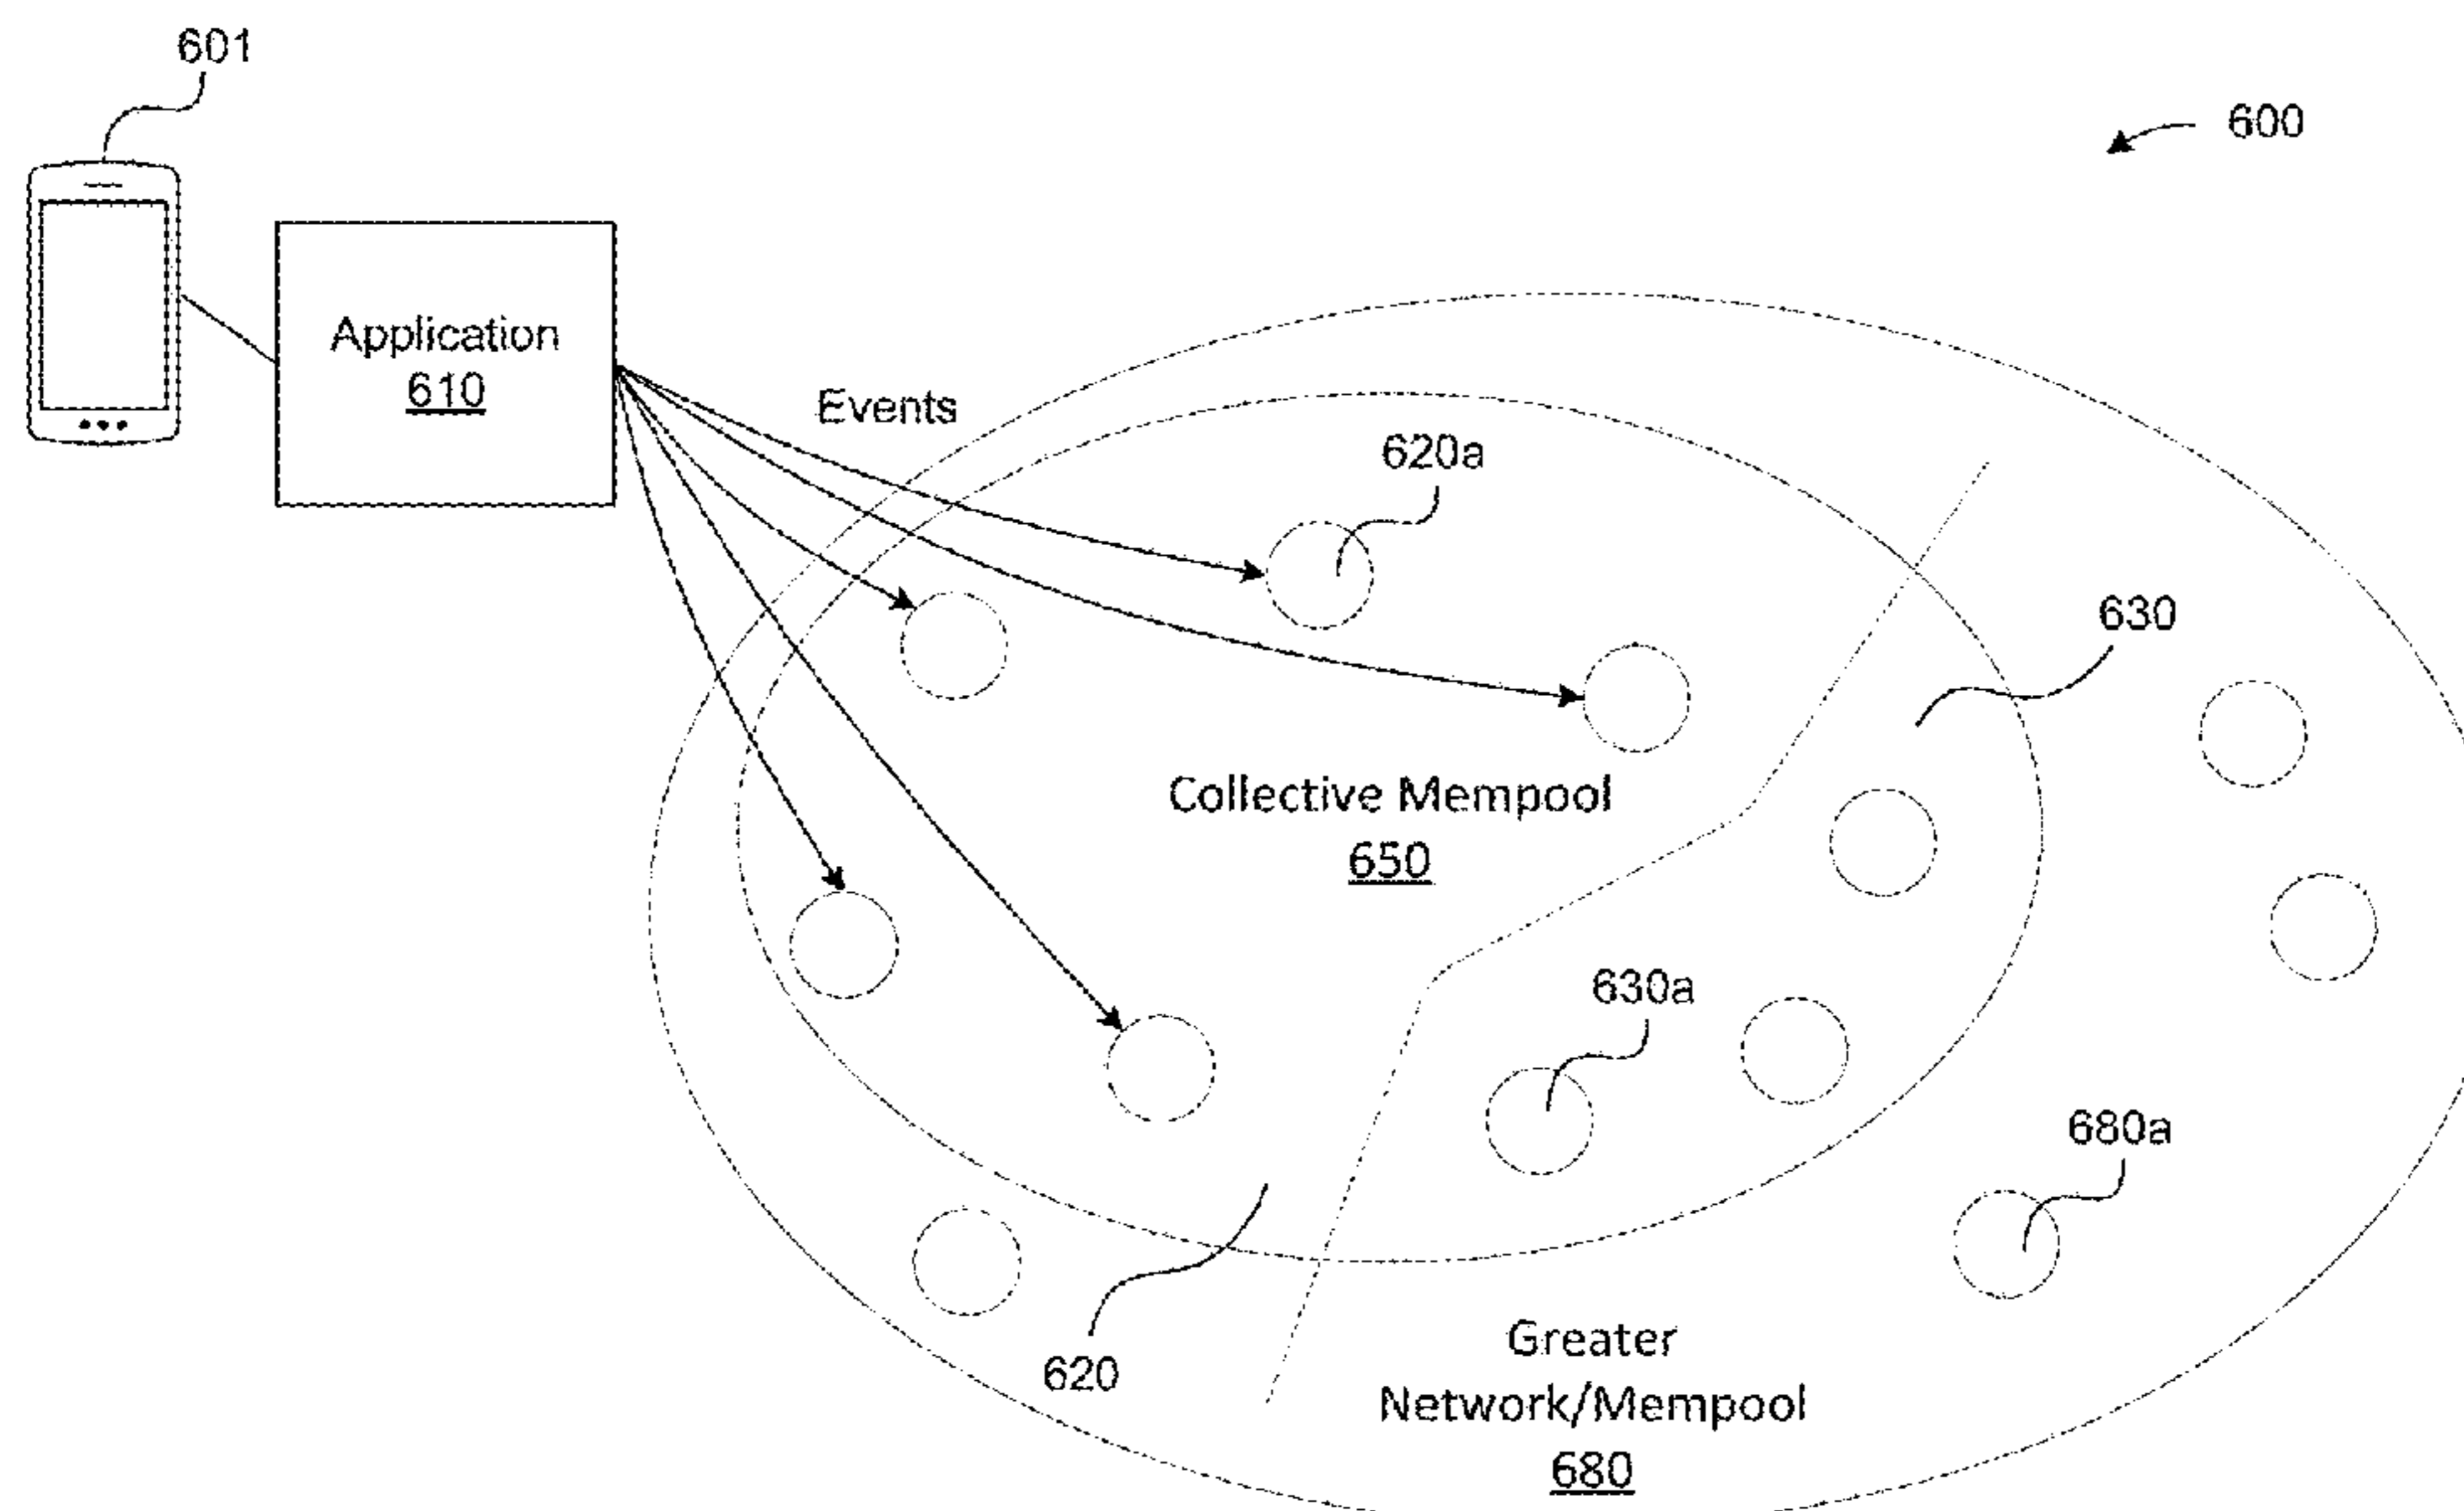 601
600
Application
610
Events
620a
630
Collective Mempool
650
630a
680a
620
Greater
Network/Mempool
680